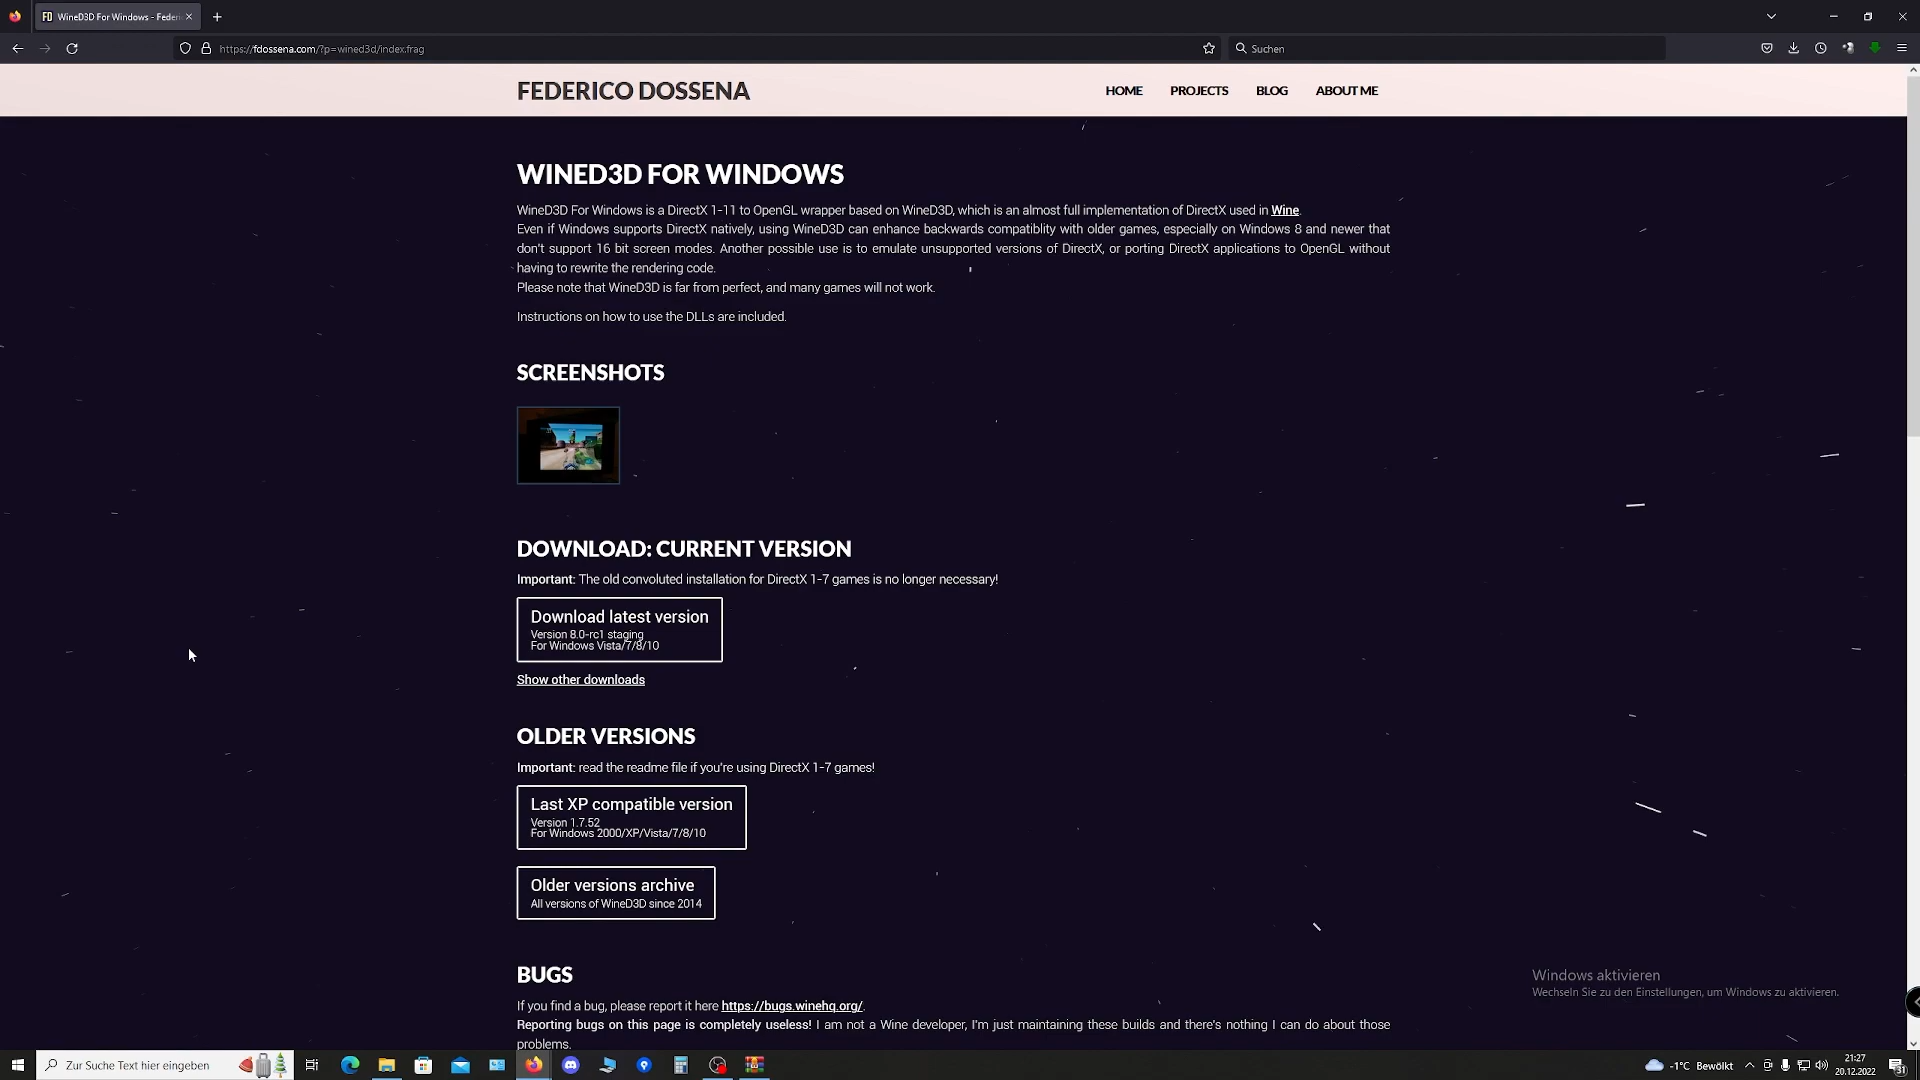 WineD3D For Windows - Feder
https://fdossena.com/?p=wined3d/index.frag
Suchen
FEDERICO DOSSENA
HOME
PROJECTS
BLOG
ABOUT ME
WINED3D FOR WINDOWS
WineD3D For Windows is a DirectX 1-11 to OpenGL wrapper based on WineD3D, which is an almost full implementation of DirectX used in Wine.
Even if Windows supports DirectX natively, using WineD3D can enhance backwards compatiblity with older games, especially on Windows 8 and newer that
don't support 16 bit screen modes. Another possible use is to emulate unsupported versions of DirectX, or porting DirectX applications to OpenGL without
having to rewrite the rendering code.
Please note that WineD3D is far from perfect, and many games will not work.
Instructions on how to use the DLLs are included.
SCREENSHOTS
DOWNLOAD: CURRENT VERSION
Important: The old convoluted installation for DirectX 1-7 games is no longer necessary!
Download latest version
Version 8.0-rc1 staging
For Windows Vista/7/8/10
Show other downloads
OLDER VERSIONS
Important: read the readme file if you're using DirectX 1-7 games!
Last XP compatible version
Version 1.7.52
For Windows 2000/XP/Vista/7/8/10
Older versions archive
All versions of WineD3D since 2014
BUGS
If you find a bug, please report it here https://bugs.winehq.org/.
Reporting bugs on this page is completely useless! I am not a Wine developer, I'm just maintaining these builds and there's nothing I can do about those
problems.
Windows aktivieren
Wechseln Sie zu den Einstellungen, um Windows zu aktivieren.
Zur Suche Text hier eingeben
-1°C Bewölkt
21:27
20.12.2022
31